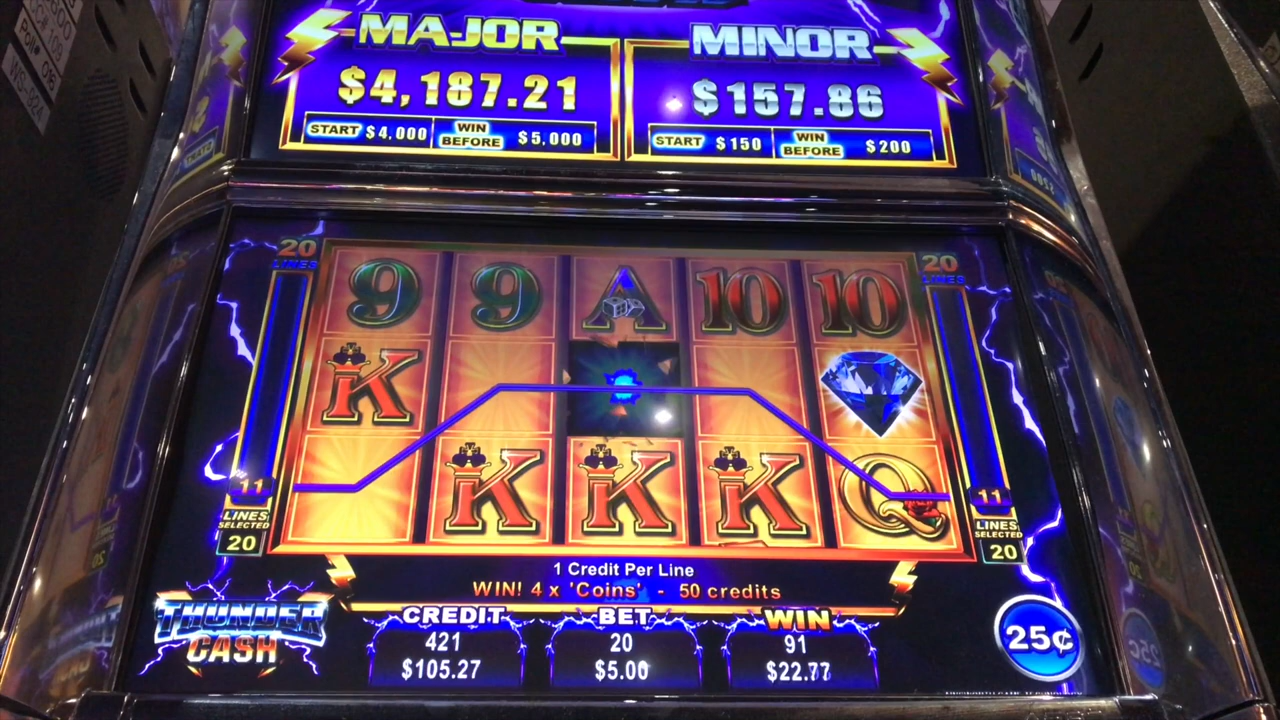 MAJOR
$4,187.21
START $4,000 WIN BEFORE $5,000
MINOR
$157.86
START $150 WIN BEFORE $200
20 LINES
20 LINES
9 9 A 10 10
K
K K K Q
11
LINES SELECTED
20
11
LINES SELECTED
20
1 Credit Per Line
WIN! 4 x 'Coins' - 50 credits
THUNDER CASH
CREDIT
421
$105.27
BET
20
$5.00
WIN
91
$22.77
25¢